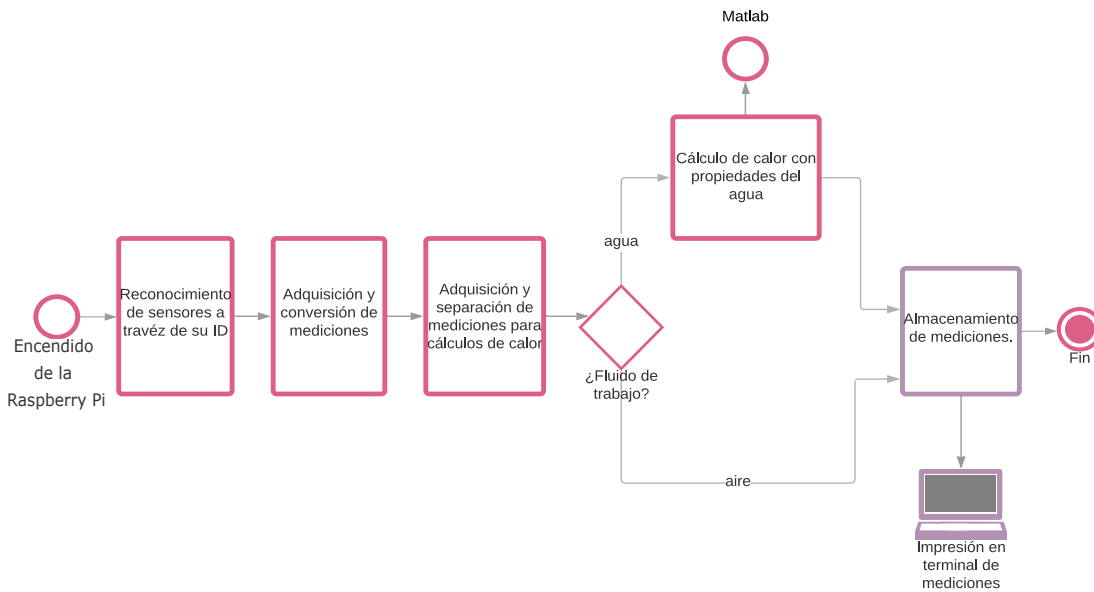 Matlab
Cálculo de calor con
propiedades del
agua
agua
Encendido
de la
Raspberry Pi
Reconocimiento
de sensores a
travéz de su ID
Adquisición y
conversión de
mediciones
Adquisición y
separación de
mediciones para
cálculos de calor
¿Fluido de
trabajo?
Almacenamiento
de mediciones.
Fin
aire
Impresión en
terminal de
mediciones